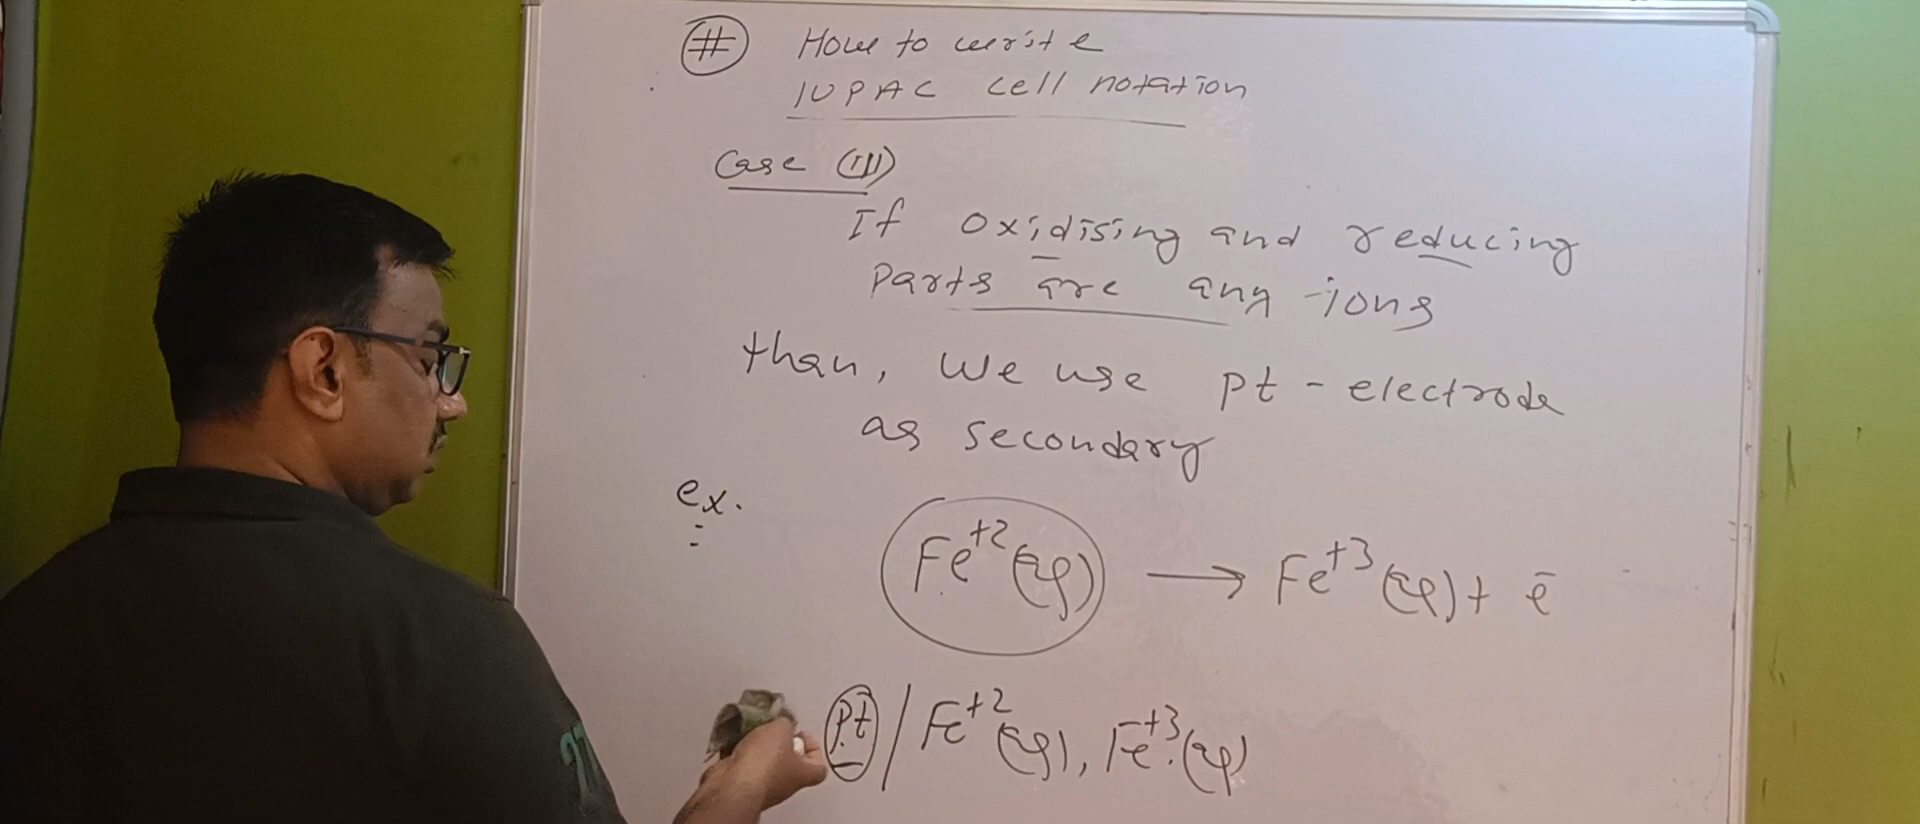 # How to write
IUPAC cell notation
Case (III)
If oxidising and reducing
parts are any -ions
than, We use pt - electrode
as secondary
ex.
Fe⁺²(aq) → Fe⁺³(aq) + ē
Pt / Fe⁺²(aq), Fe⁺³(aq)
27